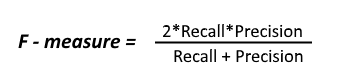 F - measure = 2*Recall*Precision
Recall + Precision